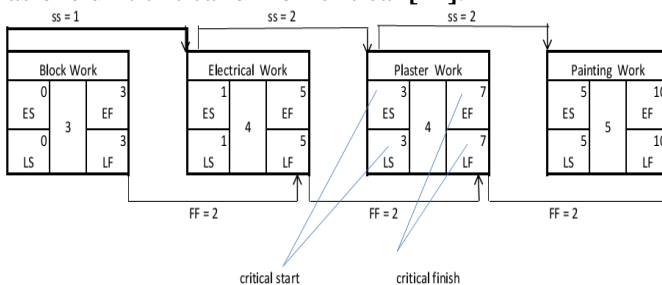 ss = 1
ss = 2
ss = 2
Block Work
Electrical Work
Plaster Work
Painting Work
0 3 1 5 3 7 5 10
ES EF ES EF ES EF ES EF
3 4 4 5
0 3 1 5 3 7 5 10
LS LF LS LF LS LF LS LF
FF = 2
FF = 2
FF = 2
critical start
critical finish